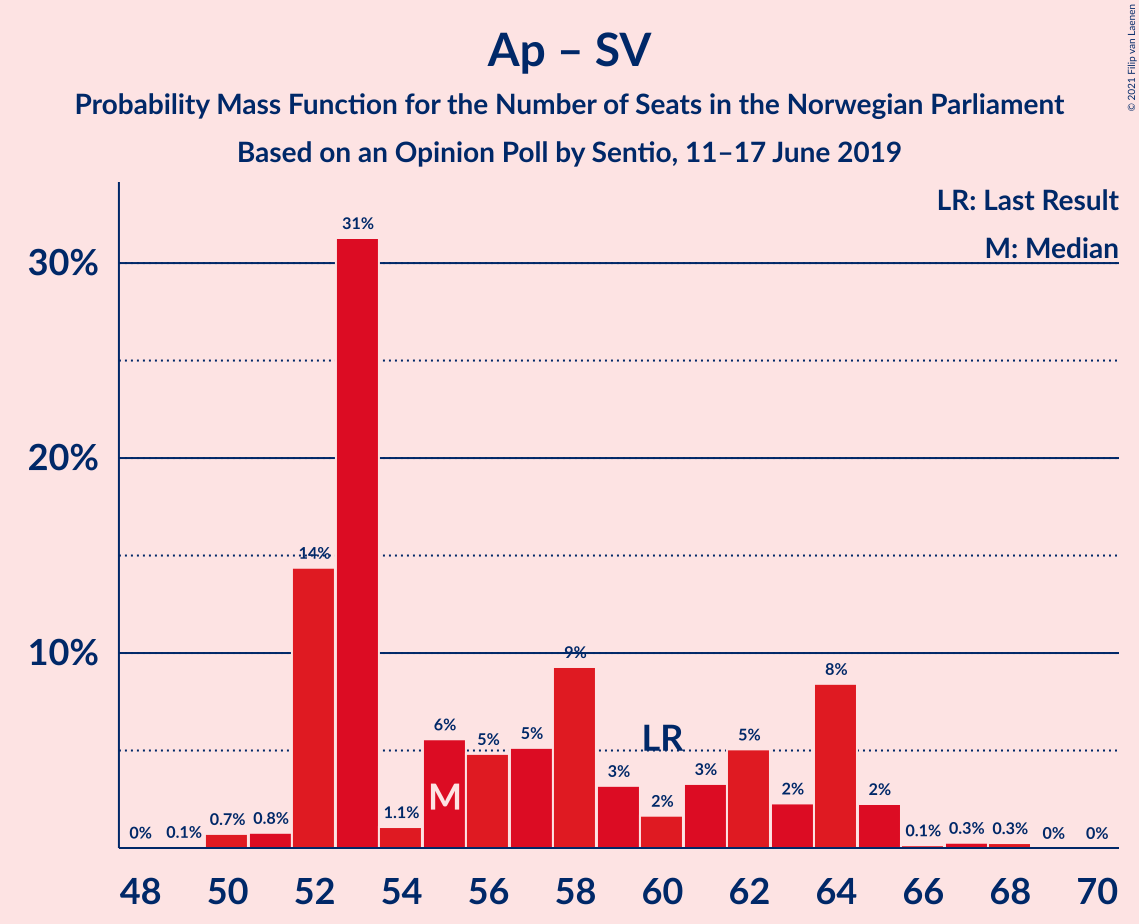 Ap – SV
Probability Mass Function for the Number of Seats in the Norwegian Parliament
Based on an Opinion Poll by Sentio, 11–17 June 2019
© 2021 Filip van Laenen
LR: Last Result
M: Median
30%
20%
10%
0%
0.1%
0.7%
0.8%
14%
31%
1.1%
6%
5%
5%
9%
3%
2%
3%
5%
2%
8%
2%
0.1%
0.3%
0.3%
0%
0%
M
LR
48 50 52 54 56 58 60 62 64 66 68 70